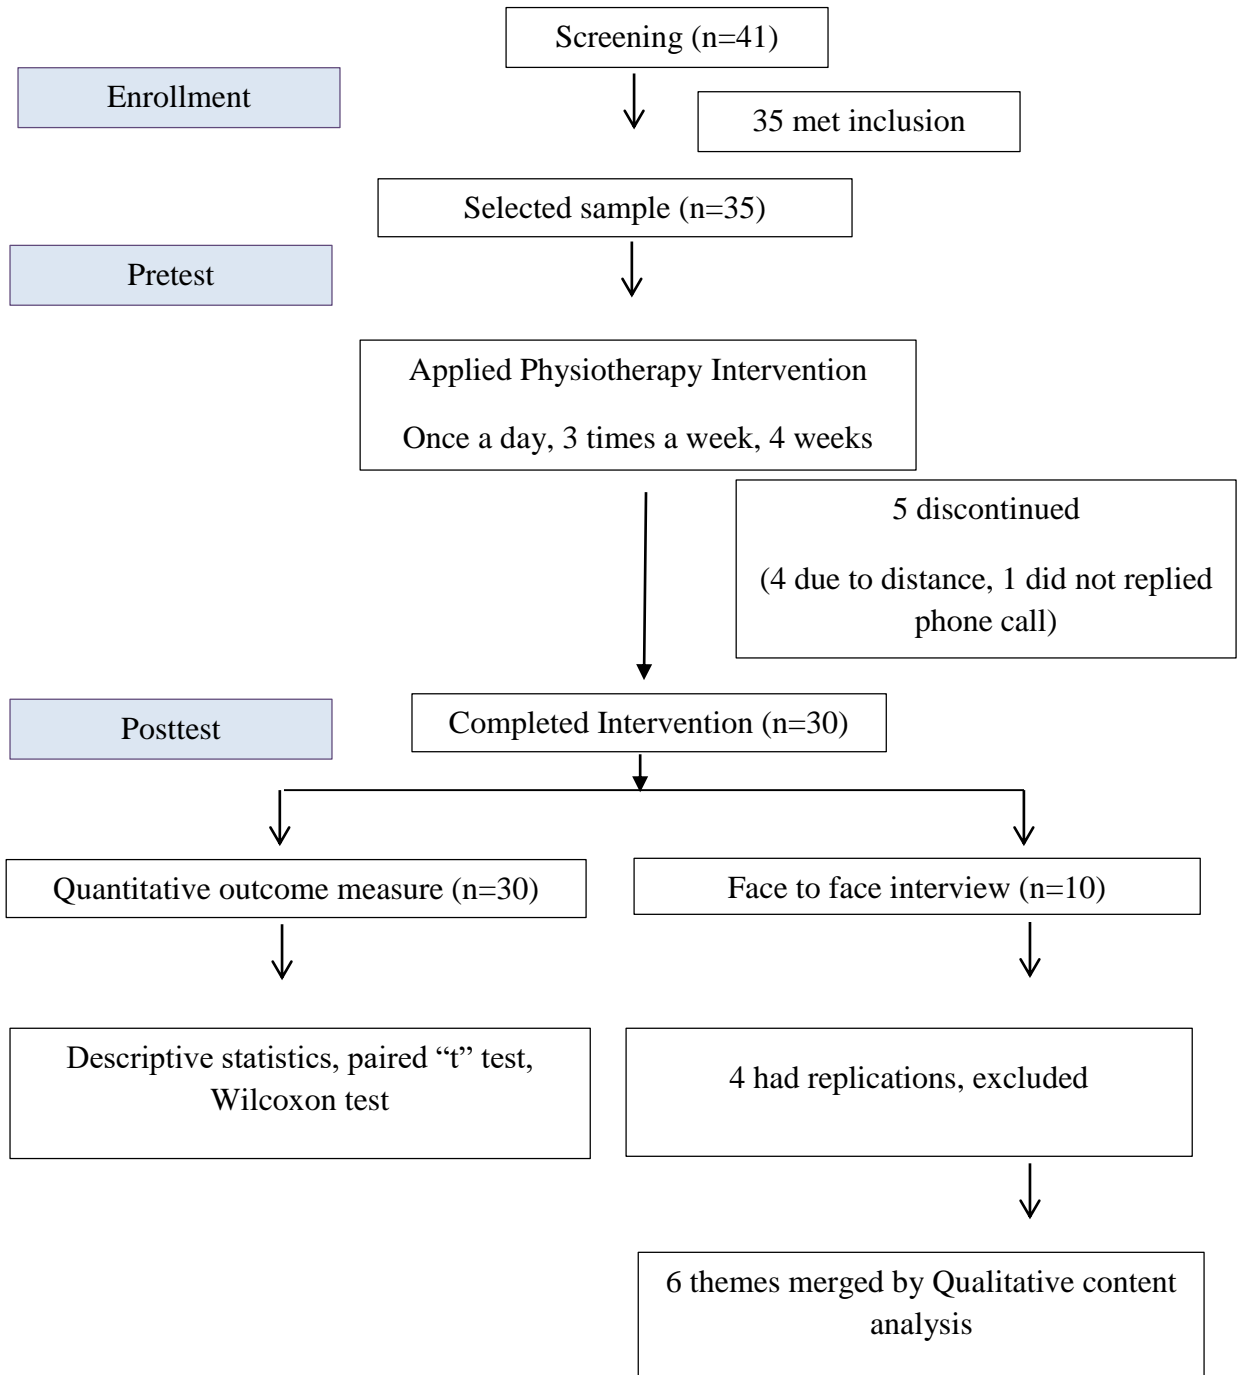 Screening (n=41)
Enrollment
35 met inclusion
Selected sample (n=35)
Pretest
Applied Physiotherapy Intervention
Once a day, 3 times a week, 4 weeks
5 discontinued
(4 due to distance, 1 did not replied
phone call)
Completed Intervention (n=30)
Posttest
Quantitative outcome measure (n=30)
Face to face interview (n=10)
Descriptive statistics, paired “t” test,
Wilcoxon test
4 had replications, excluded
6 themes merged by Qualitative content
analysis